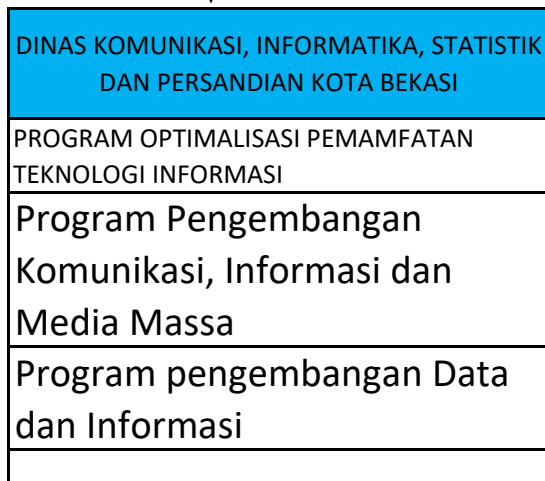 DINAS KOMUNIKASI, INFORMATIKA, STATISTIK
DAN PERSANDIAN KOTA BEKASI
PROGRAM OPTIMALISASI PEMAMFATAN
TEKNOLOGI INFORMASI
Program Pengembangan
Komunikasi, Informasi dan
Media Massa
Program pengembangan Data
dan Informasi